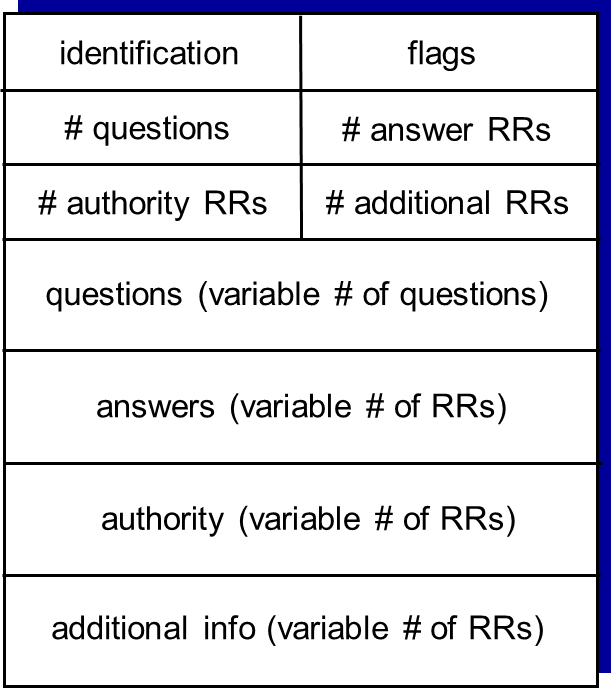 identification flags
# questions # answer RRs
# authority RRs # additional RRs
questions (variable # of questions)
answers (variable # of RRs)
authority (variable # of RRs)
additional info (variable # of RRs)